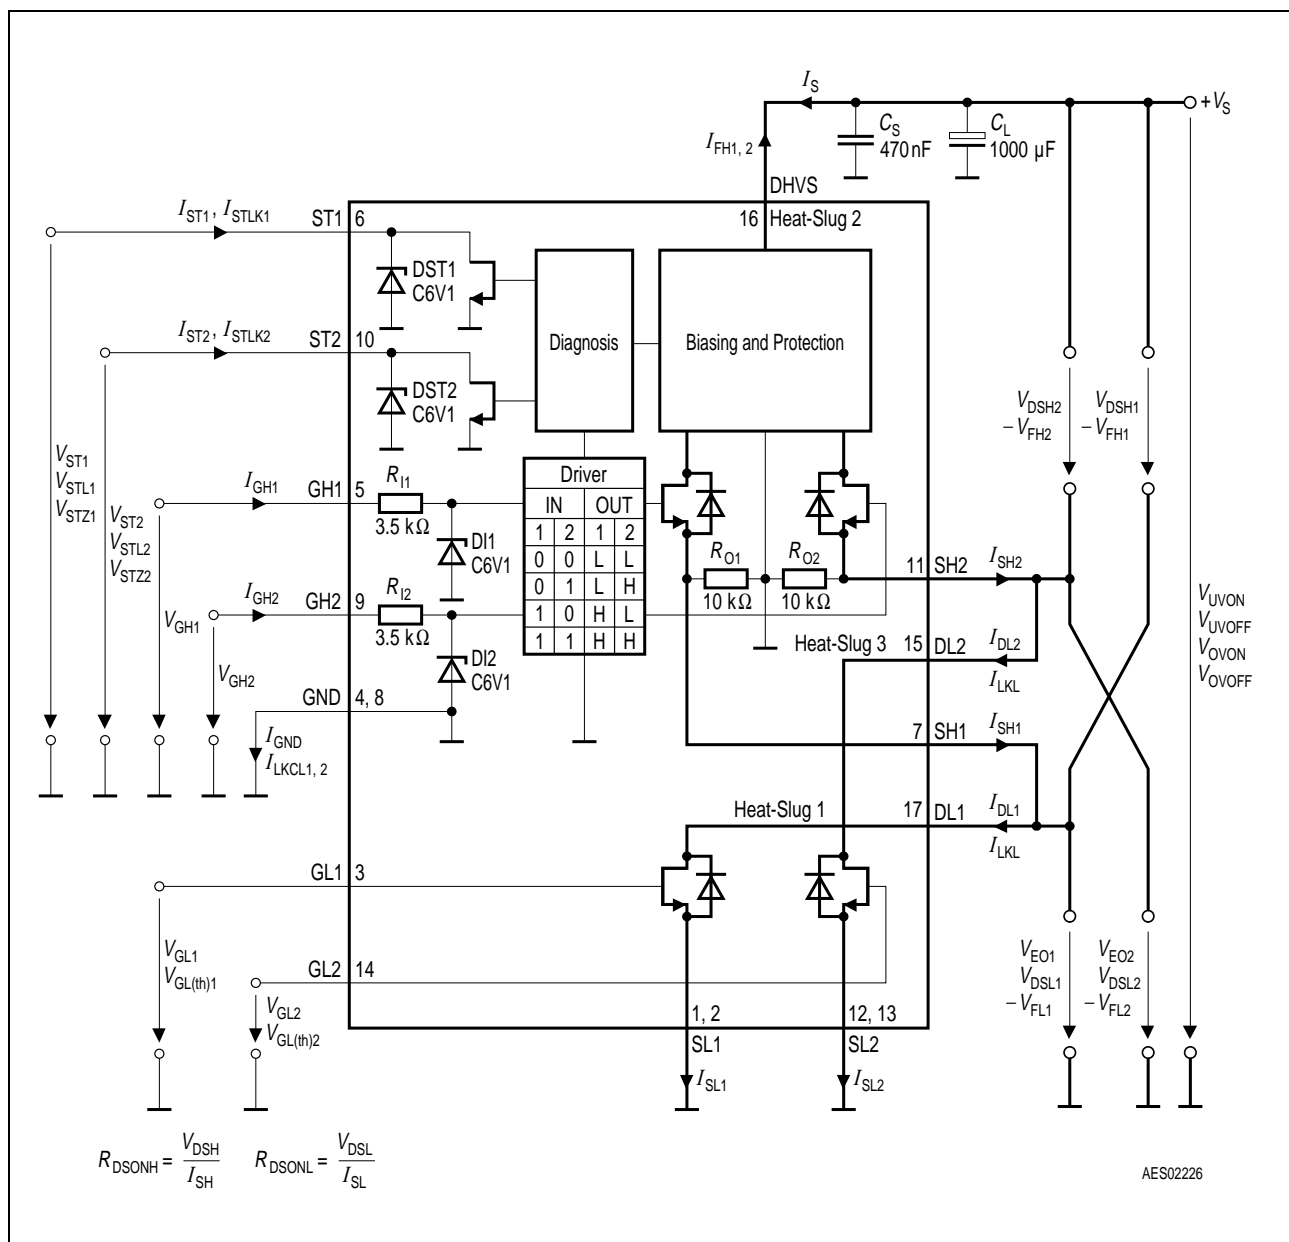 I_S
+V_S
C_S
470 nF
C_L
1000 µF
I_FH1, 2
DHVS
16 Heat-Slug 2
I_ST1, I_STLK1
ST1 6
DST1
C6V1
I_ST2, I_STLK2
ST2 10
DST2
C6V1
Diagnosis
Biasing and Protection
V_DSH2
– V_FH2
V_DSH1
– V_FH1
V_ST1
V_STL1
V_STZ1
V_ST2
V_STL2
V_STZ2
I_GH1
GH1 5
R_I1
3.5 kΩ
DI1
C6V1
V_GH1
I_GH2
GH2 9
R_I2
3.5 kΩ
DI2
C6V1
V_GH2
Driver
IN OUT
1 2 1 2
0 0 L L
0 1 L H
1 0 H L
1 1 H H
R_O1
10 kΩ
R_O2
10 kΩ
11 SH2 I_SH2
Heat-Slug 3 15 DL2 I_DL2
I_LKL
V_UVON
V_UVOFF
V_OVON
V_OVOFF
GND 4, 8
I_GND
I_LKCL1, 2
7 SH1 I_SH1
Heat-Slug 1 17 DL1 I_DL1
I_LKL
GL1 3
V_GL1
V_GL(th)1
GL2 14
V_GL2
V_GL(th)2
V_EO1
V_DSL1
– V_FL1
V_EO2
V_DSL2
– V_FL2
1, 2
12, 13
SL1
SL2
I_SL1
I_SL2
R_DSONH = V_DSH / I_SH
R_DSONL = V_DSL / I_SL
AES02226